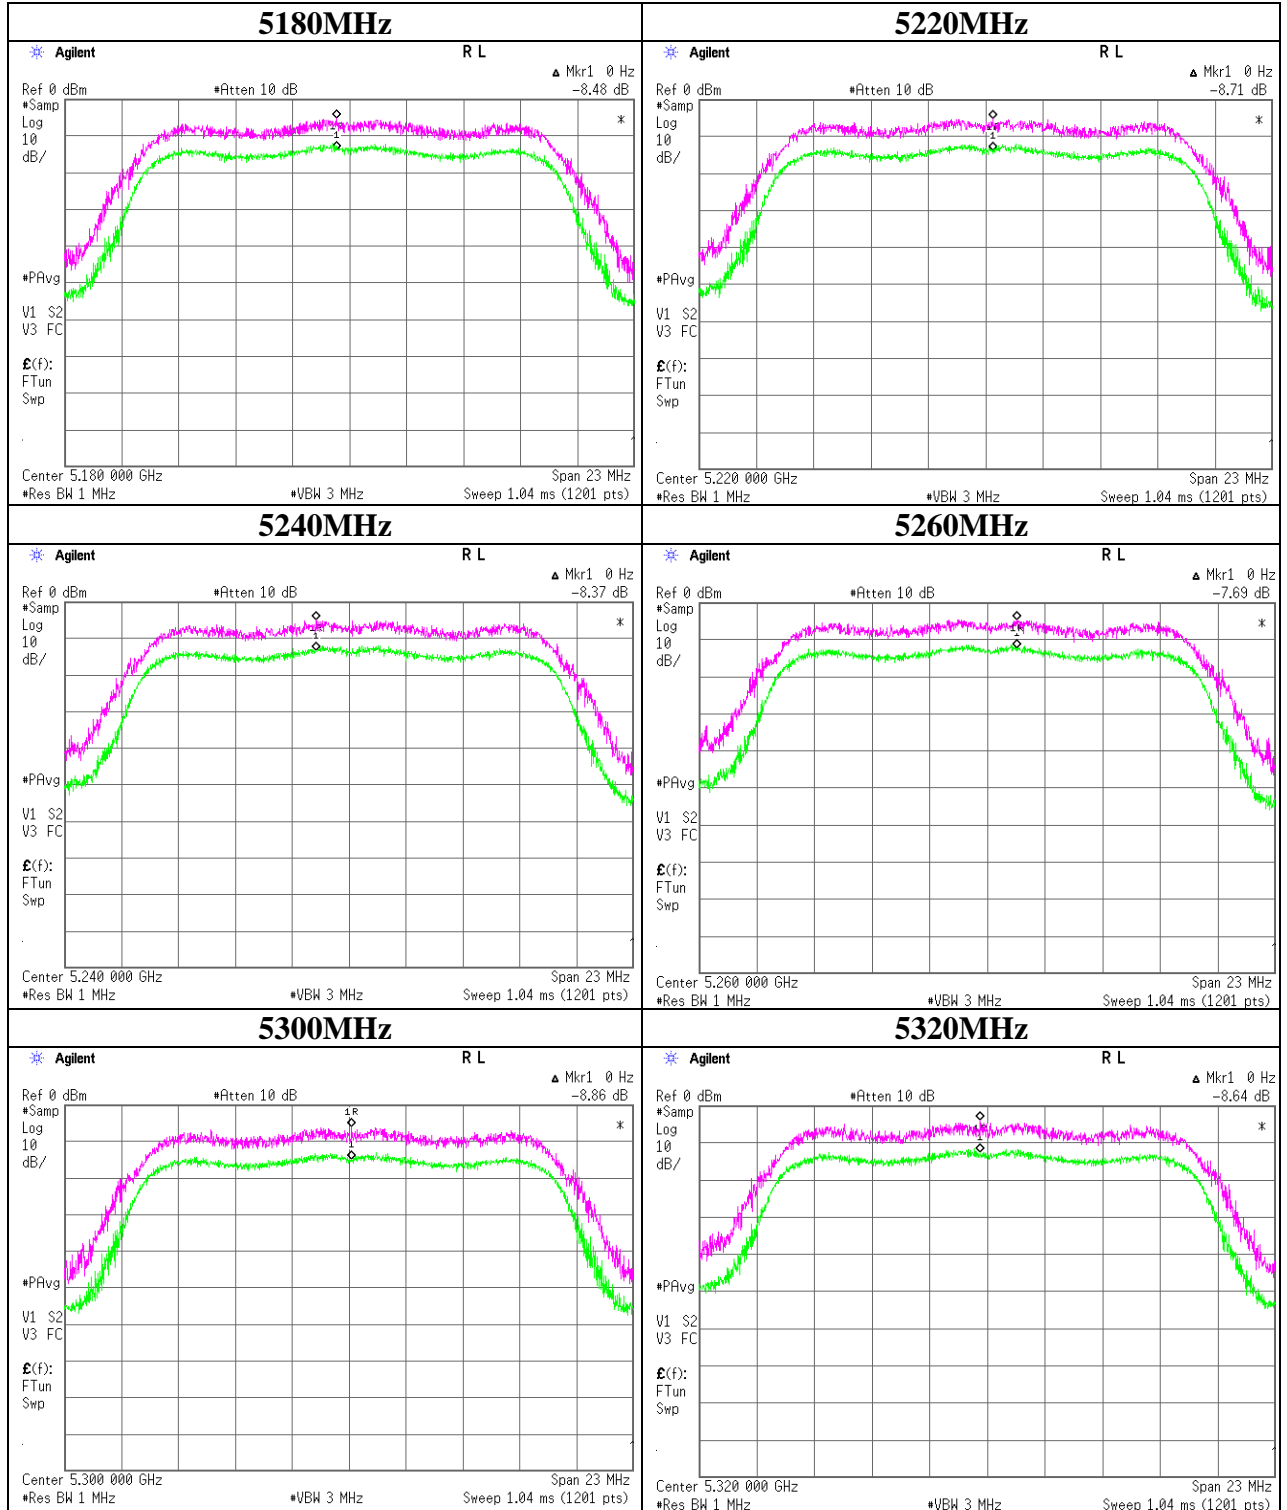 5180MHz
Agilent R L
Δ Mkr1 0 Hz
Ref 0 dBm #Atten 10 dB -8.48 dB
#Samp
Log
10
dB/
1
*
#PAvg
V1 S2
V3 FC
£(f):
FTun
Swp
Center 5.180 000 GHz Span 23 MHz
#Res BW 1 MHz #VBW 3 MHz Sweep 1.04 ms (1201 pts)
5220MHz
Agilent R L
Δ Mkr1 0 Hz
Ref 0 dBm #Atten 10 dB -8.71 dB
#Samp
Log
10
dB/
1
*
#PAvg
V1 S2
V3 FC
£(f):
FTun
Swp
Center 5.220 000 GHz Span 23 MHz
#Res BW 1 MHz #VBW 3 MHz Sweep 1.04 ms (1201 pts)
5240MHz
Agilent R L
Δ Mkr1 0 Hz
Ref 0 dBm #Atten 10 dB -8.37 dB
#Samp
Log
10
dB/
1
*
#PAvg
V1 S2
V3 FC
£(f):
FTun
Swp
Center 5.240 000 GHz Span 23 MHz
#Res BW 1 MHz #VBW 3 MHz Sweep 1.04 ms (1201 pts)
5260MHz
Agilent R L
Δ Mkr1 0 Hz
Ref 0 dBm #Atten 10 dB -7.69 dB
#Samp
Log
10
dB/
*
#PAvg
V1 S2
V3 FC
£(f):
FTun
Swp
Center 5.260 000 GHz Span 23 MHz
#Res BW 1 MHz #VBW 3 MHz Sweep 1.04 ms (1201 pts)
5300MHz
Agilent R L
Δ Mkr1 0 Hz
Ref 0 dBm #Atten 10 dB -8.86 dB
#Samp
Log
10
dB/
1R
1
*
#PAvg
V1 S2
V3 FC
£(f):
FTun
Swp
Center 5.300 000 GHz Span 23 MHz
#Res BW 1 MHz #VBW 3 MHz Sweep 1.04 ms (1201 pts)
5320MHz
Agilent R L
Δ Mkr1 0 Hz
Ref 0 dBm #Atten 10 dB -8.64 dB
#Samp
Log
10
dB/
*
#PAvg
V1 S2
V3 FC
£(f):
FTun
Swp
Center 5.320 000 GHz Span 23 MHz
#Res BW 1 MHz #VBW 3 MHz Sweep 1.04 ms (1201 pts)